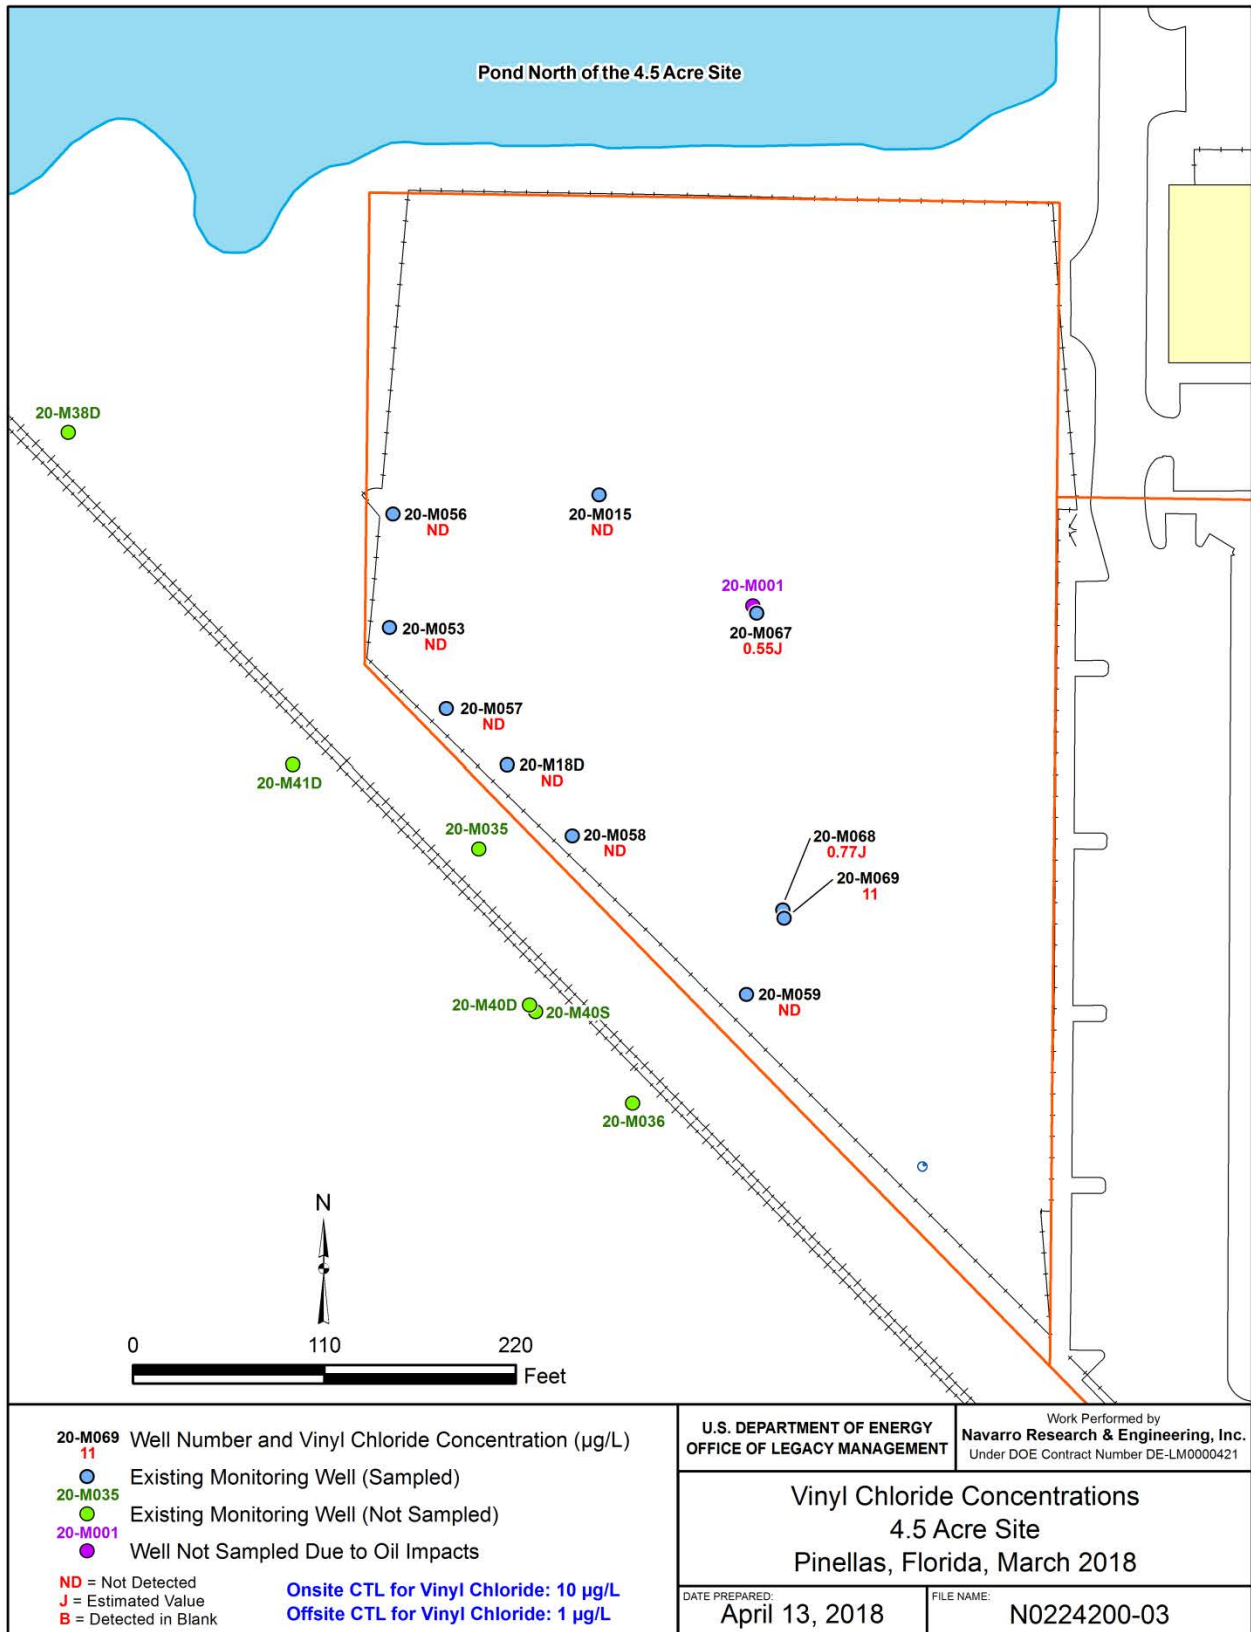 Pond North of the 4.5 Acre Site
20-M38D
20-M056
ND
20-M015
ND
20-M001
20-M067
0.55J
20-M053
ND
20-M057
ND
20-M18D
ND
20-M41D
20-M035
20-M058
ND
20-M068
0.77J
20-M069
11
20-M059
ND
20-M40D
20-M40S
20-M036
N
0 110 220
Feet
20-M069
11
Well Number and Vinyl Chloride Concentration (µg/L)
Existing Monitoring Well (Sampled)
20-M035
Existing Monitoring Well (Not Sampled)
20-M001
Well Not Sampled Due to Oil Impacts
ND = Not Detected
J = Estimated Value
B = Detected in Blank
Onsite CTL for Vinyl Chloride: 10 µg/L
Offsite CTL for Vinyl Chloride: 1 µg/L
U.S. DEPARTMENT OF ENERGY
OFFICE OF LEGACY MANAGEMENT
Work Performed by
Navarro Research & Engineering, Inc.
Under DOE Contract Number DE-LM0000421
Vinyl Chloride Concentrations
4.5 Acre Site
Pinellas, Florida, March 2018
DATE PREPARED:
April 13, 2018
FILE NAME:
N0224200-03